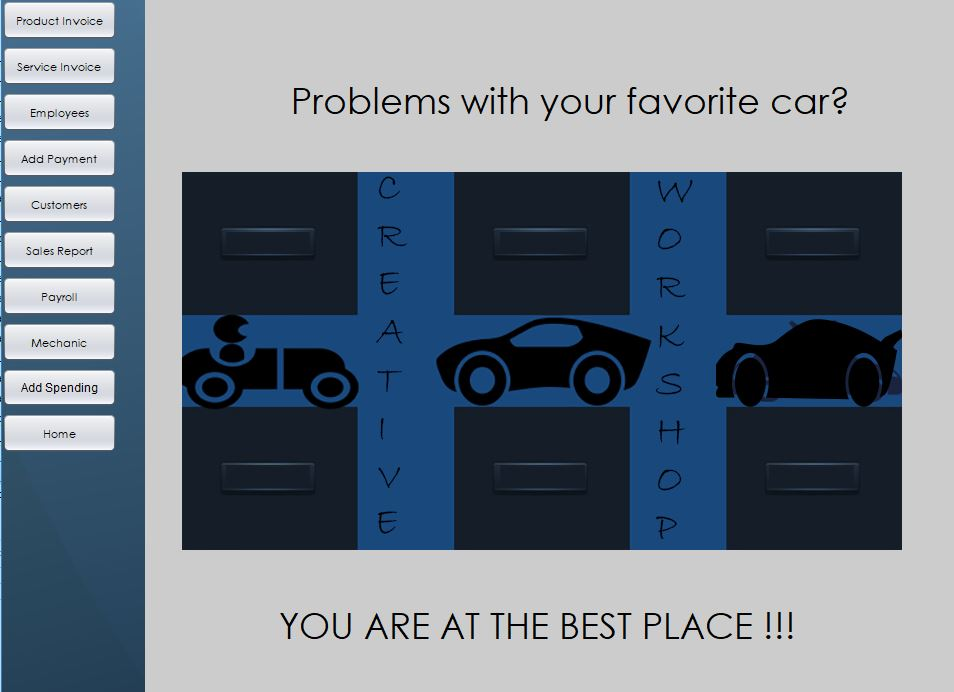 Product Invoice
Service Invoice
Employees
Add Payment
Customers
Sales Report
Payroll
Mechanic
Add Spending
Home
Problems with your favorite car?
CREATIVE
WORKSHOP
YOU ARE AT THE BEST PLACE !!!